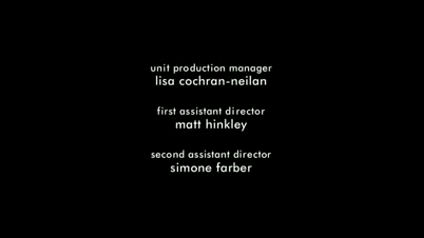 unit production manager
lisa cochran-neilan
first assistant director
matt hinkley
second assistant director
simone farber